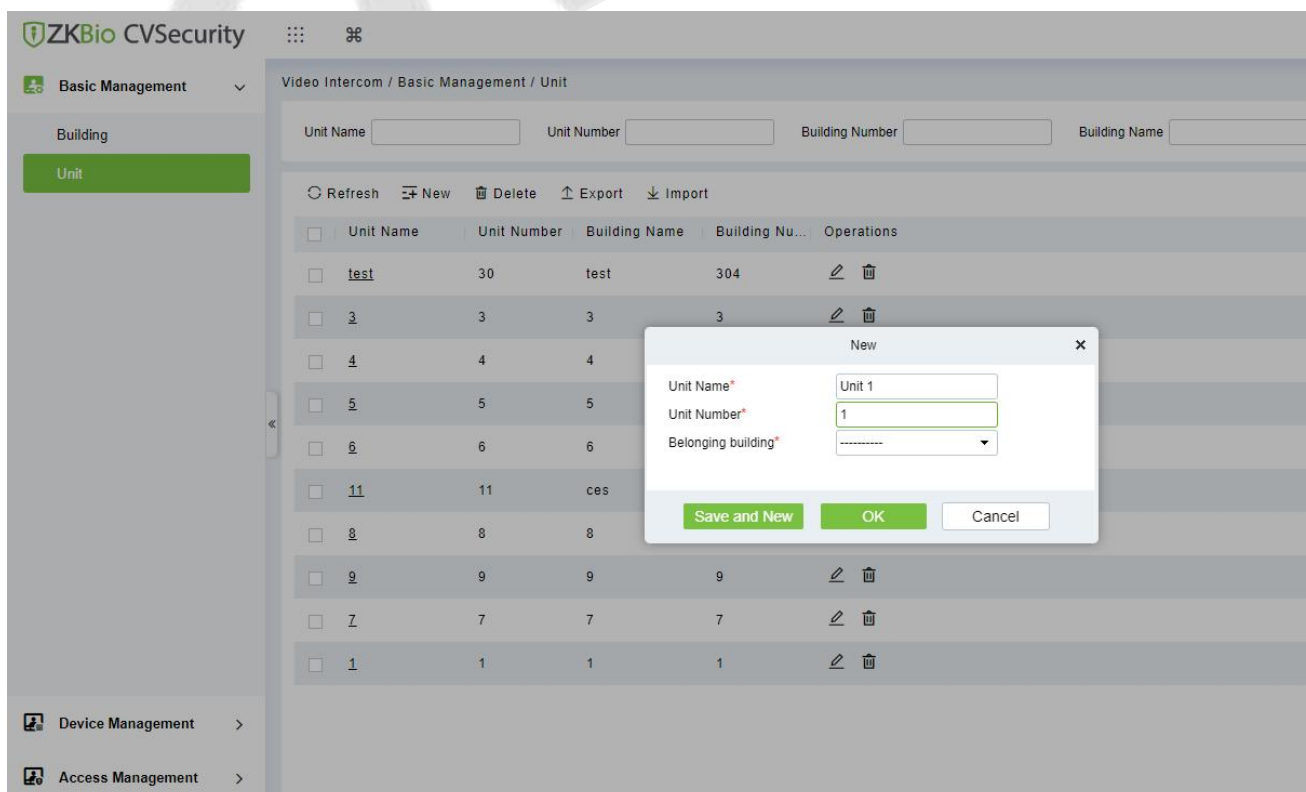 ZKBio CVSecurity
Basic Management
Building
Unit
Device Management
Access Management
Video Intercom / Basic Management / Unit
Unit Name Unit Number Building Number Building Name
Refresh New Delete Export Import
Unit Name Unit Number Building Name Building Nu... Operations
test 30 test 304
3 3 3 3
4 4 4
5 5 5
6 6 6
11 11 ces
8 8 8
9 9 9 9
7 7 7 7
1 1 1 1
New
Unit Name* Unit 1
Unit Number* 1
Belonging building* ----------
Save and New OK Cancel